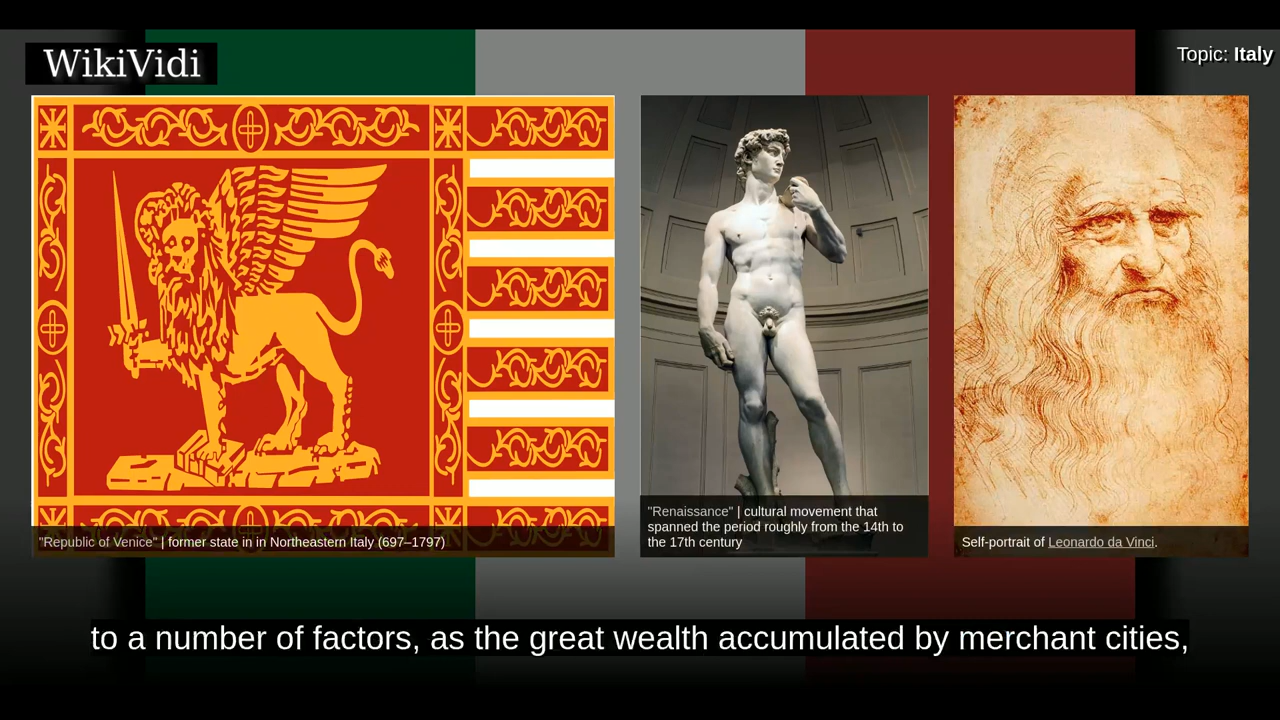 WikiVidi
Topic: Italy
"Republic of Venice" | former state in in Northeastern Italy (697–1797)
"Renaissance" | cultural movement that
spanned the period roughly from the 14th to
the 17th century
Self-portrait of Leonardo da Vinci.
to a number of factors, as the great wealth accumulated by merchant cities,